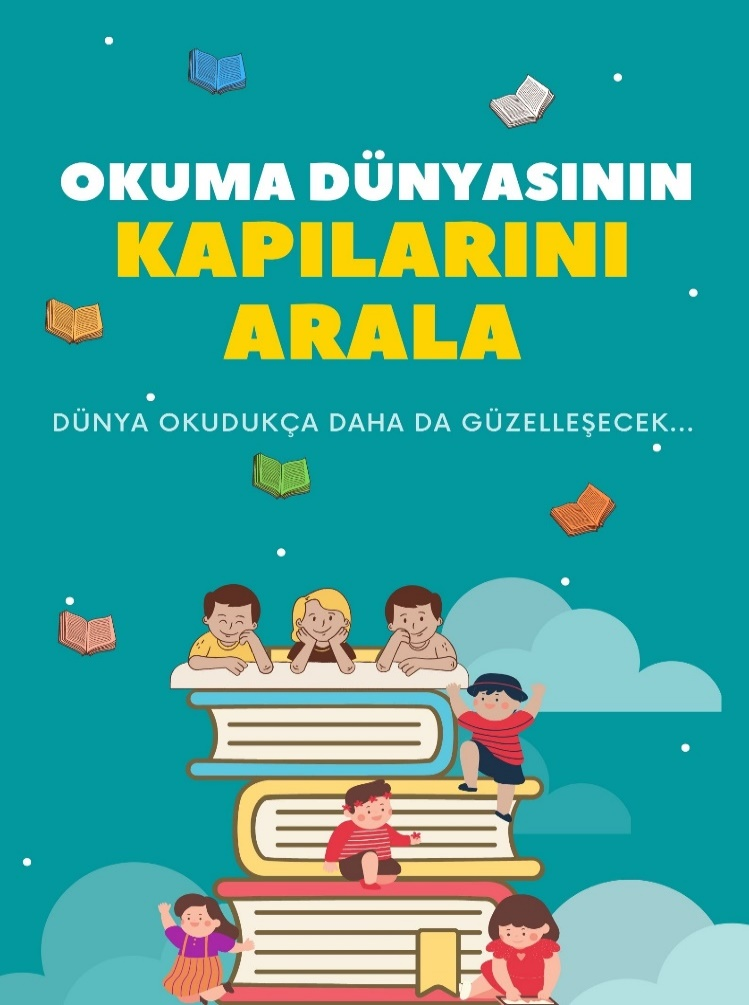 OKUMA DÜNYASININ
KAPILARINI
ARALA
DÜNYA OKUDUKÇA DAHA DA GÜZELLEŞECEK...